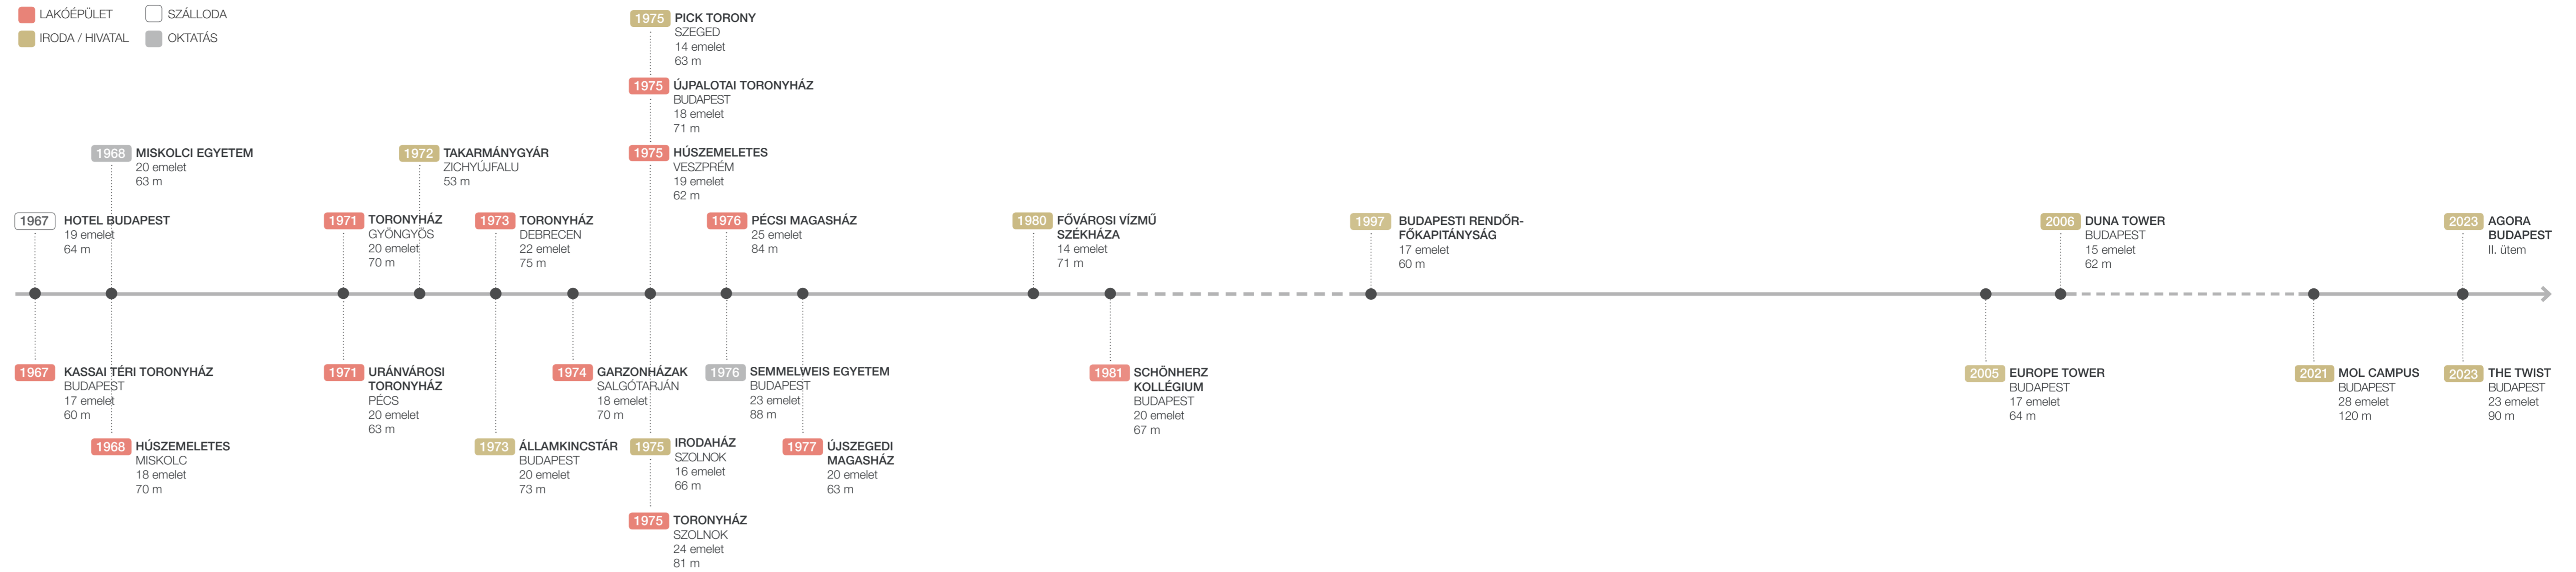 LAKÓÉPÜLET
SZÁLLODA
IRODA / HIVATAL
OKTATÁS
1967
HOTEL BUDAPEST
19 emelet
64 m
1967
KASSAI TÉRI TORONYHÁZ
BUDAPEST
17 emelet
60 m
1968
MISKOLCI EGYETEM
20 emelet
63 m
1968
HÚSZEMELETES
MISKOLC
18 emelet
70 m
1971
TORONYHÁZ
GYÖNGYÖS
20 emelet
70 m
1971
URÁNVÁROSI
TORONYHÁZ
PÉCS
20 emelet
63 m
1972
TAKARMÁNYGYÁR
ZICHYÚJFALU
53 m
1973
TORONYHÁZ
DEBRECEN
22 emelet
75 m
1973
ÁLLAMKINCSTÁR
BUDAPEST
20 emelet
73 m
1974
GARZONHÁZAK
SALGÓTARJÁN
18 emelet
70 m
1975
PICK TORONY
SZEGED
14 emelet
63 m
1975
ÚJPALOTAI TORONYHÁZ
BUDAPEST
18 emelet
71 m
1975
HÚSZEMELETES
VESZPRÉM
19 emelet
62 m
1975
IRODAHÁZ
SZOLNOK
16 emelet
66 m
1975
TORONYHÁZ
SZOLNOK
24 emelet
81 m
1976
PÉCSI MAGASHÁZ
25 emelet
84 m
1976
SEMMELWEIS EGYETEM
BUDAPEST
23 emelet
88 m
1977
ÚJSZEGEDI
MAGASHÁZ
20 emelet
63 m
1980
FŐVÁROSI VÍZMŰ
SZÉKHÁZA
14 emelet
71 m
1981
SCHÖNHERZ
KOLLÉGIUM
BUDAPEST
20 emelet
67 m
1997
BUDAPESTI RENDŐR-
FŐKAPITÁNYSÁG
17 emelet
60 m
2005
EUROPE TOWER
BUDAPEST
17 emelet
64 m
2006
DUNA TOWER
BUDAPEST
15 emelet
62 m
2021
MOL CAMPUS
BUDAPEST
28 emelet
120 m
2023
AGORA
BUDAPEST
II. ütem
2023
THE TWIST
BUDAPEST
23 emelet
90 m